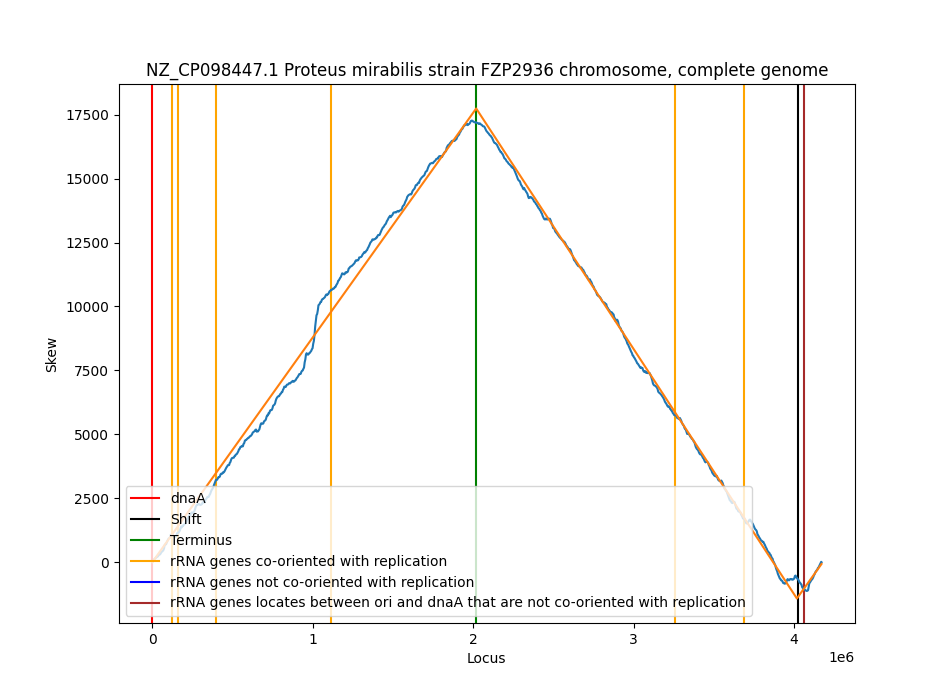 NZ_CP098447.1 Proteus mirabilis strain FZP2936 chromosome, complete genome
17500
15000
12500
10000
7500
5000
2500
0
Skew
dnaA
Shift
Terminus
rRNA genes co-oriented with replication
rRNA genes not co-oriented with replication
rRNA genes locates between ori and dnaA that are not co-oriented with replication
0 1 2 3 4
1e6
Locus